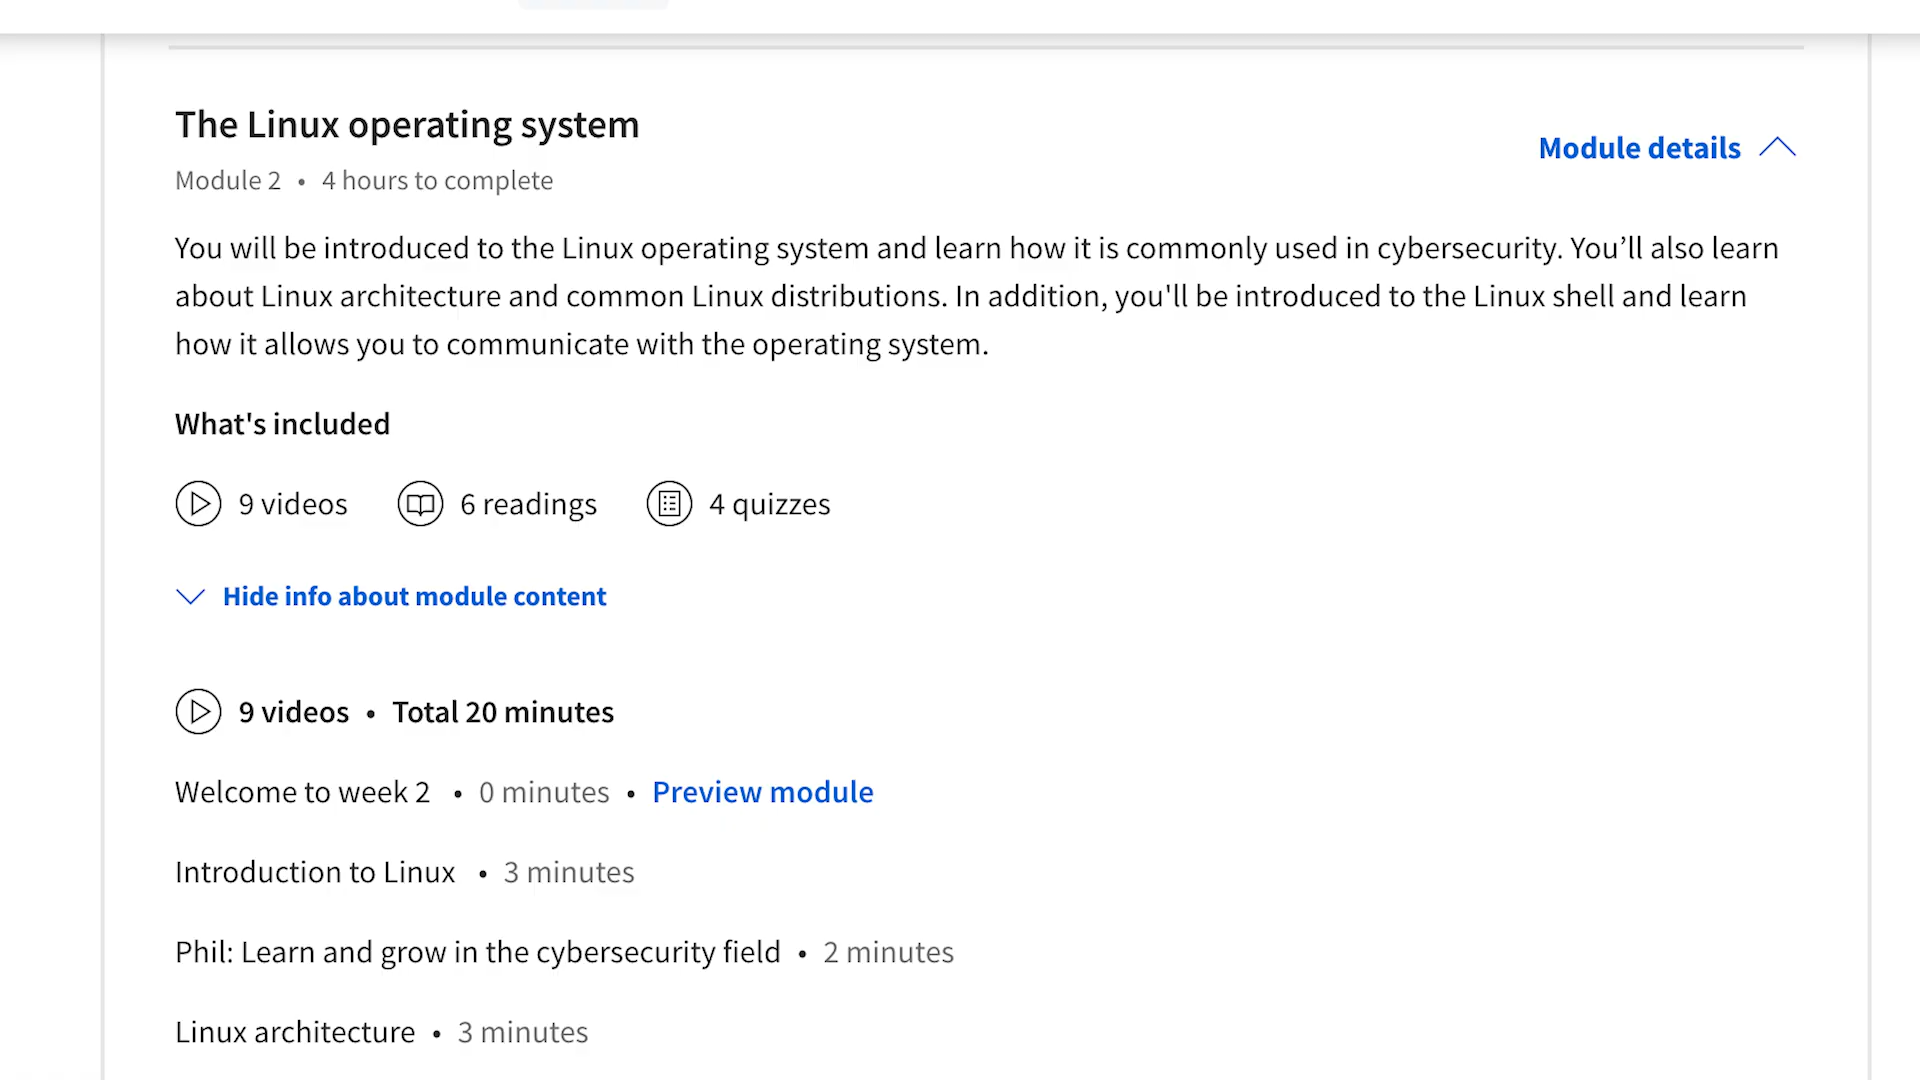 The Linux operating system
Module details
Module 2 • 4 hours to complete
You will be introduced to the Linux operating system and learn how it is commonly used in cybersecurity. You’ll also learn
about Linux architecture and common Linux distributions. In addition, you'll be introduced to the Linux shell and learn
how it allows you to communicate with the operating system.
What's included
9 videos 6 readings 4 quizzes
Hide info about module content
9 videos • Total 20 minutes
Welcome to week 2 • 0 minutes • Preview module
Introduction to Linux • 3 minutes
Phil: Learn and grow in the cybersecurity field • 2 minutes
Linux architecture • 3 minutes